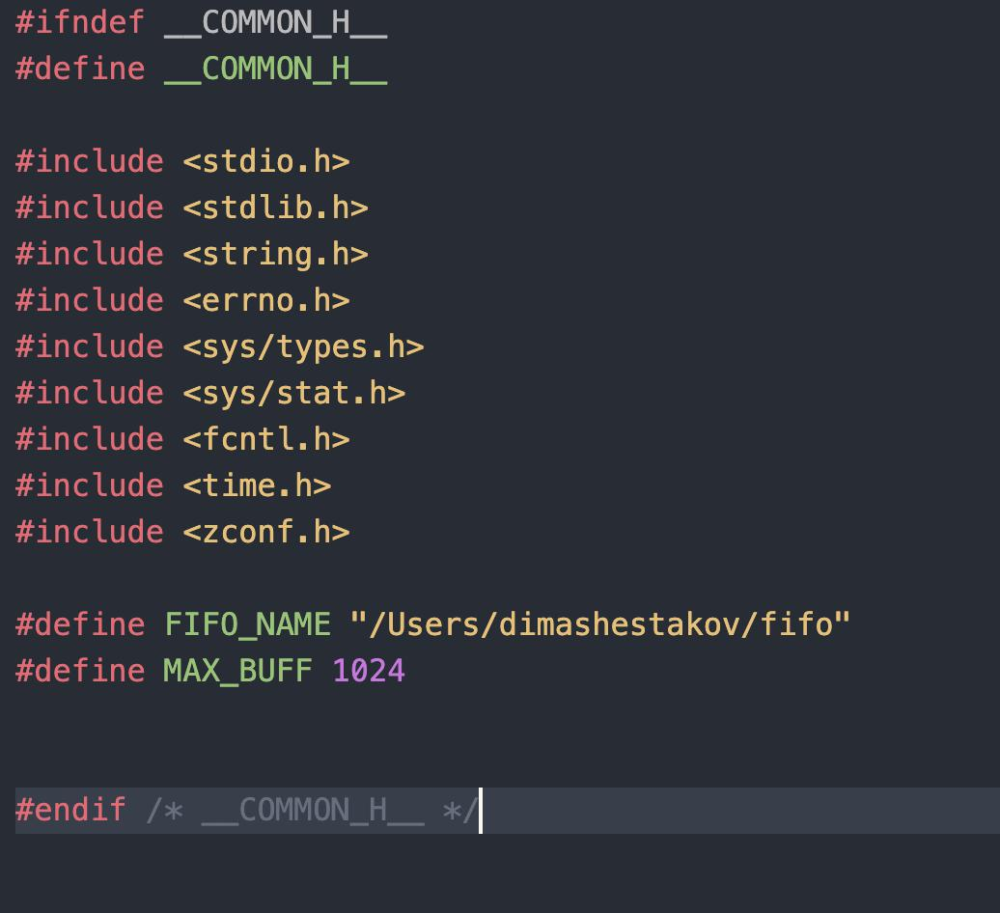 #ifndef __COMMON_H__
#define __COMMON_H__
#include <stdio.h>
#include <stdlib.h>
#include <string.h>
#include <errno.h>
#include <sys/types.h>
#include <sys/stat.h>
#include <fcntl.h>
#include <time.h>
#include <zconf.h>
#define FIFO_NAME "/Users/dimashestakov/fifo"
#define MAX_BUFF 1024
#endif /* __COMMON_H__ */